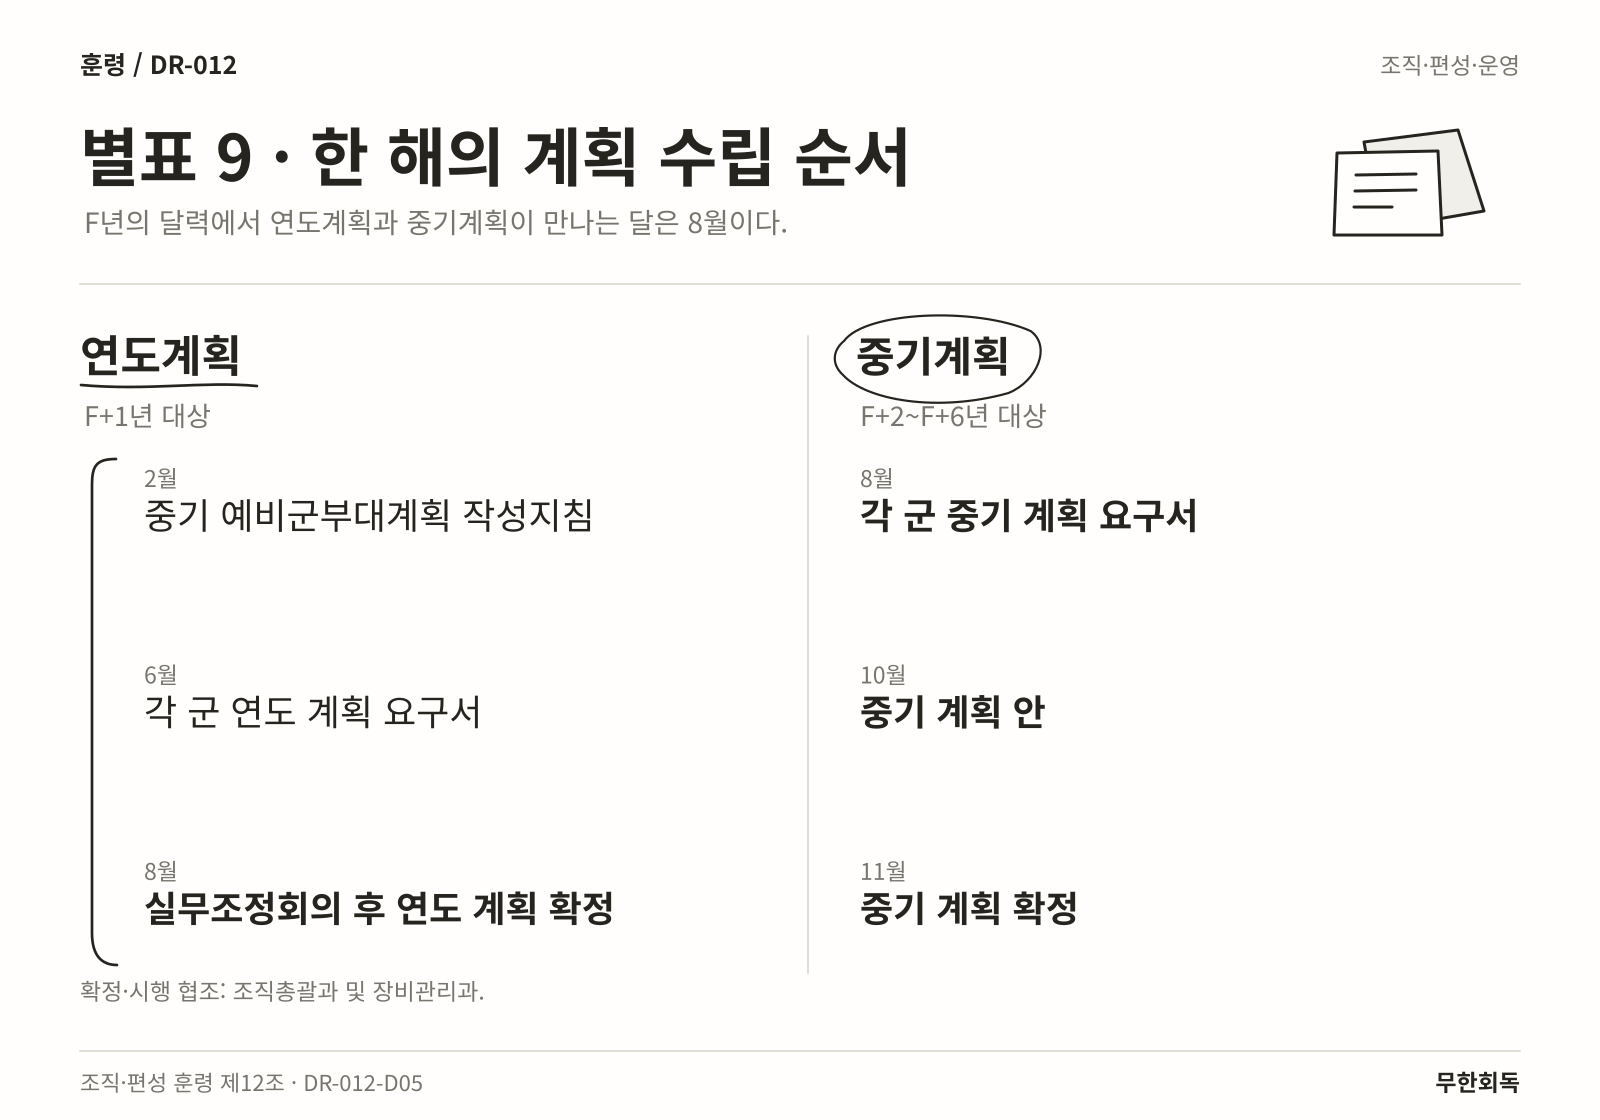 훈령 / DR-012
조직·편성·운영
별표 9 · 한 해의 계획 수립 순서
F년의 달력에서 연도계획과 중기계획이 만나는 달은 8월이다.
연도계획
F+1년 대상
2월
중기 예비군부대계획 작성지침
6월
각 군 연도 계획 요구서
8월
실무조정회의 후 연도 계획 확정
확정·시행 협조: 조직총괄과 및 장비관리과.
중기계획
F+2~F+6년 대상
8월
각 군 중기 계획 요구서
10월
중기 계획 안
11월
중기 계획 확정
조직·편성 훈령 제12조 · DR-012-D05
무한회독